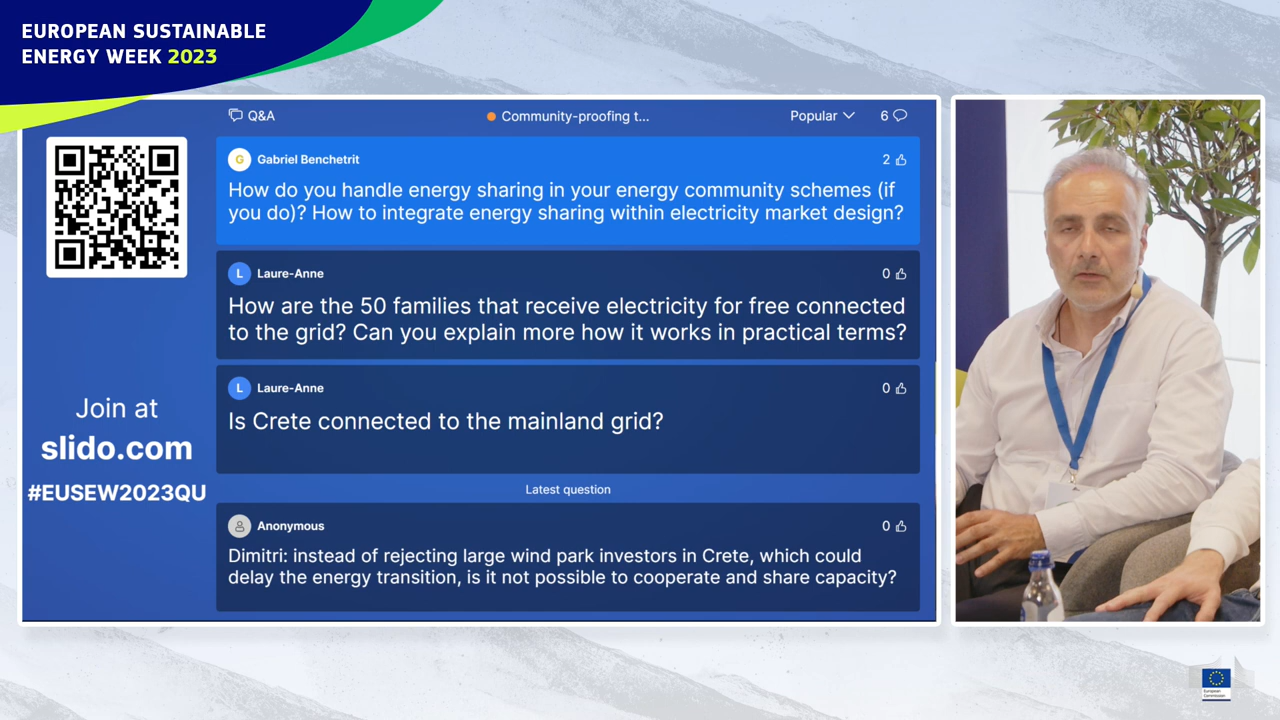 EUROPEAN SUSTAINABLE
ENERGY WEEK 2023
Q&A
Community-proofing t...
Popular
6
Gabriel Benchetrit
2
How do you handle energy sharing in your energy community schemes (if
you do)? How to integrate energy sharing within electricity market design?
L
Laure-Anne
0
How are the 50 families that receive electricity for free connected
to the grid? Can you explain more how it works in practical terms?
L
Laure-Anne
0
Is Crete connected to the mainland grid?
Join at
slido.com
#EUSEW2023QU
Latest question
Anonymous
0
Dimitri: instead of rejecting large wind park investors in Crete, which could
delay the energy transition, is it not possible to cooperate and share capacity?
European
Commission